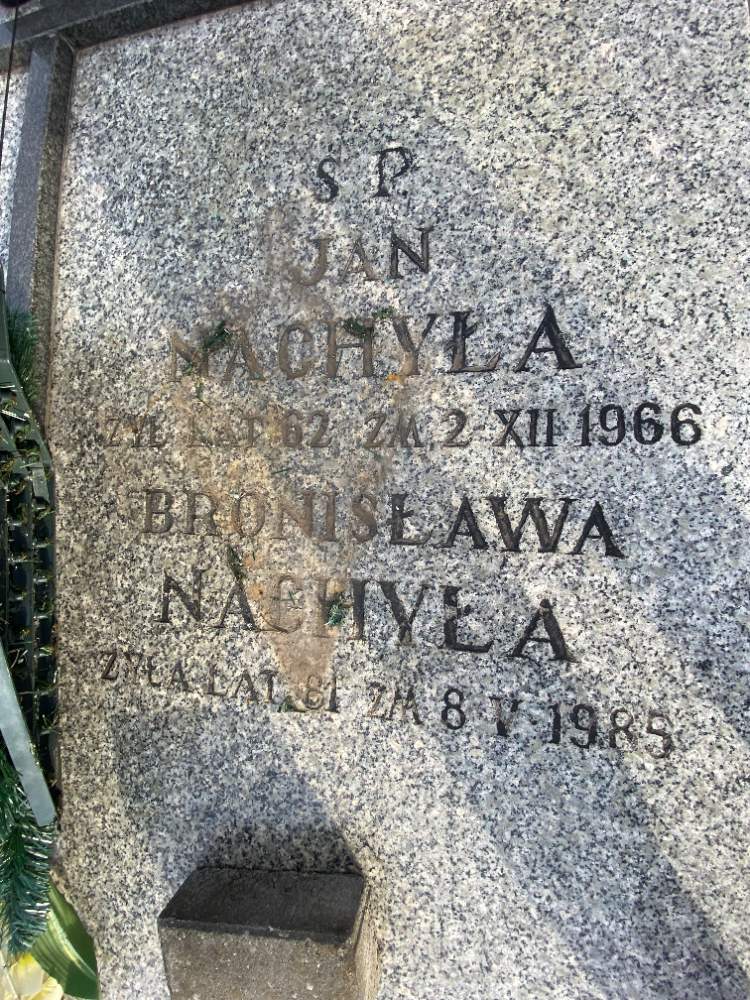 S P
JAN
NACHYŁA
ŻYŁ LAT 62 ZM 2 XII 1966
BRONISŁAWA
NACHYŁA
ŻYŁA LAT 81 ZM 8 V 1985